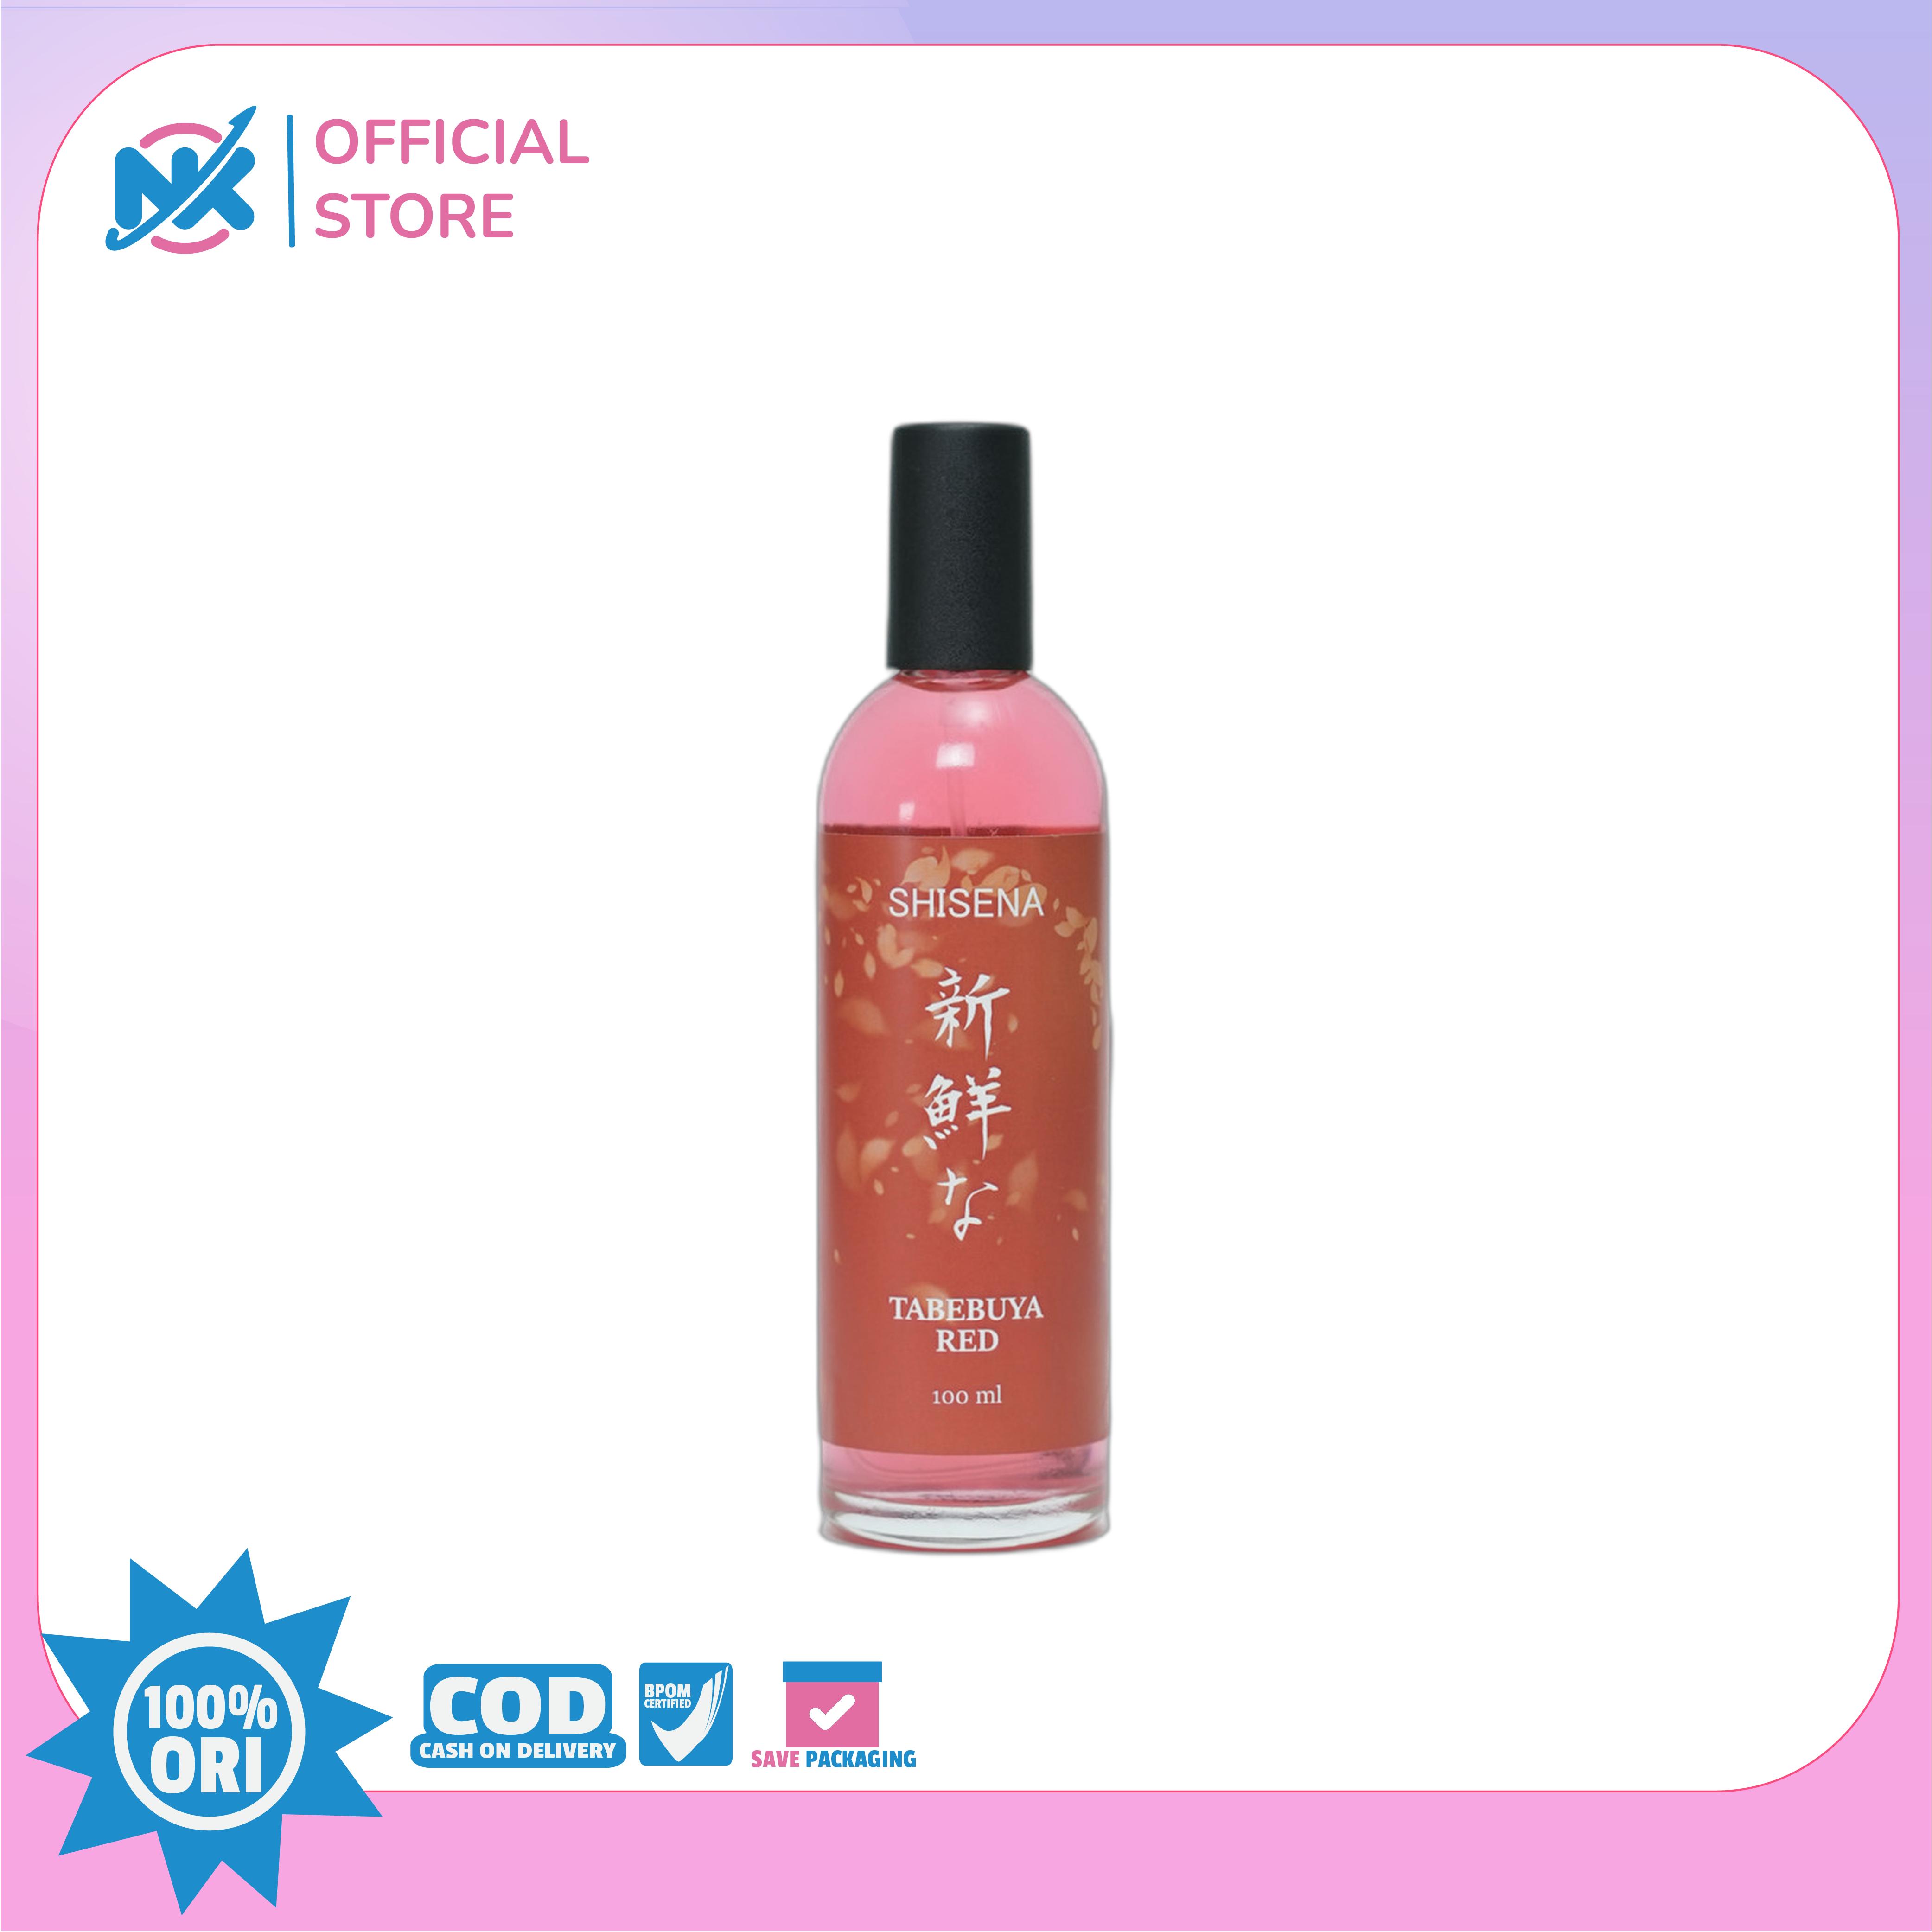 NK
OFFICIAL
STORE
SHISENA
新
鮮
な
TABEBUYA
RED
100 ml
100%
ORI
COD
CASH ON DELIVERY
BPOM
CERTIFIED
SAVE PACKAGING